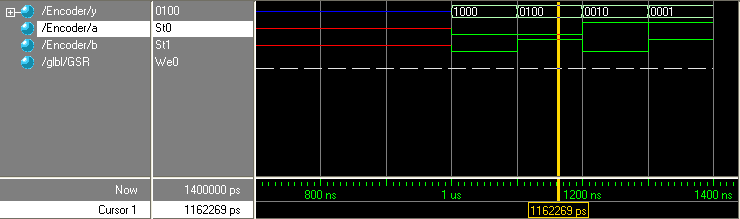 /Encoder/y 0100 1000 0100 0010 0001
/Encoder/a St0
/Encoder/b St1
/glbl/GSR We0
Now 1400000 ps 800 ns 1 us 1200 ns 1400 ns
Cursor 1 1162269 ps 1162269 ps